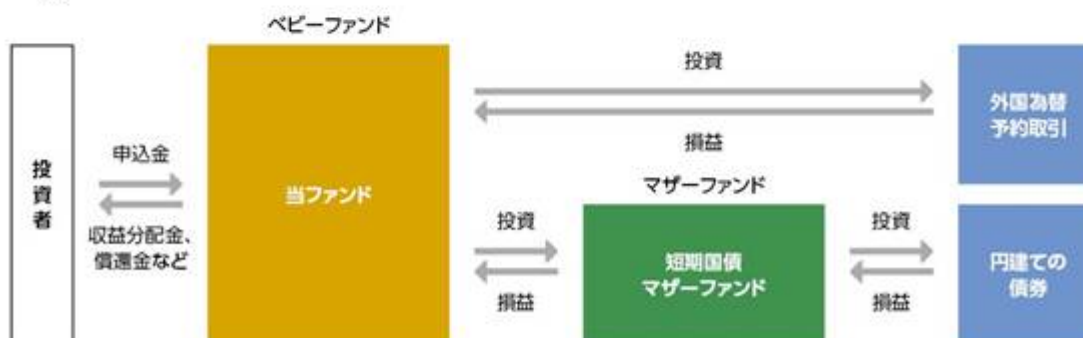 ベビーファンド
投資
外国為替
予約取引
損益
投資者
申込金
収益分配金、
償還金など
当ファンド
マザーファンド
投資
損益
短期国債
マザーファンド
投資
損益
円建ての
債券